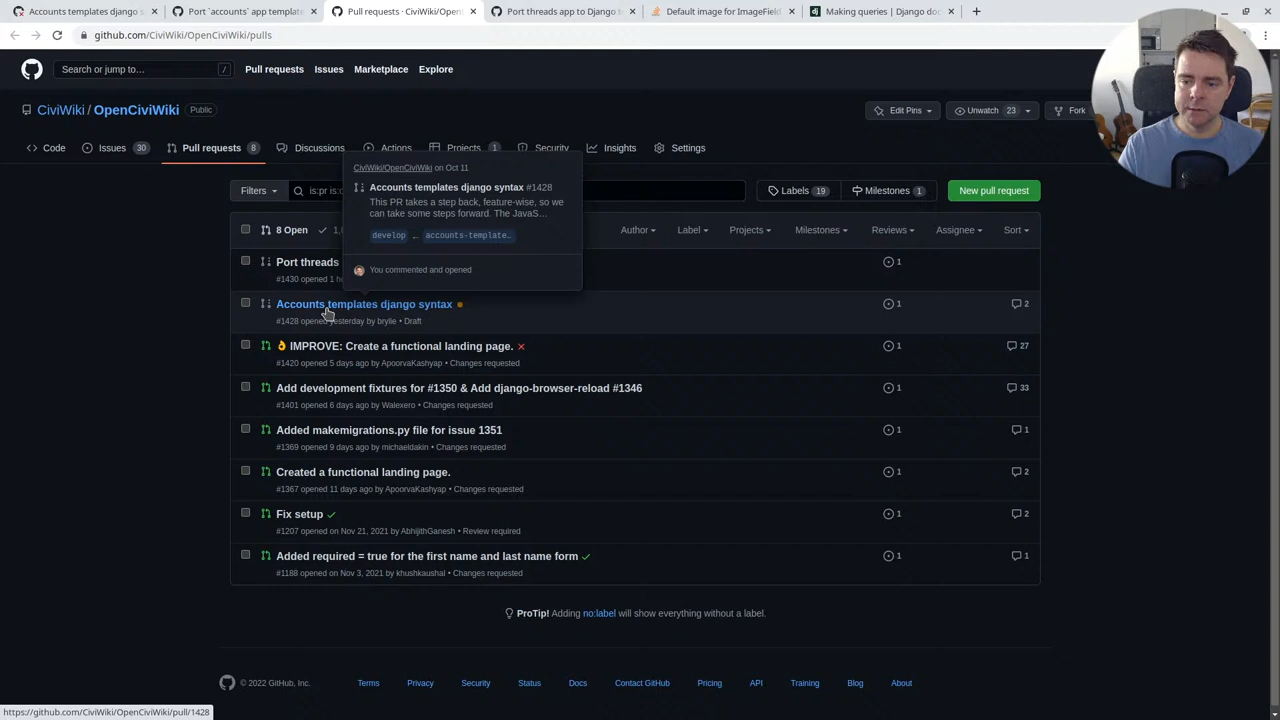 Accounts templates django s
Port `accounts` app template
Pull requests · CiviWiki/OpenC
Port threads app to Django te
Default image for ImageField
Making queries | Django doc
github.com/CiviWiki/OpenCiviWiki/pulls
Search or jump to…
/
Pull requests
Issues
Marketplace
Explore
CiviWiki / OpenCiviWiki
Public
Edit Pins
Unwatch 23
Fork
Code
Issues 30
Pull requests 8
Discussions
Actions
Projects 1
Security
Insights
Settings
Filters
Labels 19
Milestones 1
New pull request
CiviWiki/OpenCiviWiki on Oct 11
Accounts templates django syntax #1428
This PR takes a step back, feature-wise, so we
can take some steps forward. The JavaS…
develop
accounts-template…
You commented and opened
8 Open
Author
Label
Projects
Milestones
Reviews
Assignee
Sort
Port threads
1
#1430 opened 1
Accounts templates django syntax
1
2
#1428 opened yesterday by brylie • Draft
👌 IMPROVE: Create a functional landing page.
1
27
#1420 opened 5 days ago by ApoorvaKashyap • Changes requested
Add development fixtures for #1350 & Add django-browser-reload #1346
1
33
#1401 opened 6 days ago by Walexero • Changes requested
Added makemigrations.py file for issue 1351
1
1
#1369 opened 9 days ago by michaeldakin • Changes requested
Created a functional landing page.
1
2
#1367 opened 11 days ago by ApoorvaKashyap • Changes requested
Fix setup
1
2
#1207 opened on Nov 21, 2021 by AbhijithGanesh • Review required
Added required = true for the first name and last name form
1
1
#1188 opened on Nov 3, 2021 by khushkaushal • Changes requested
ProTip! Adding no:label will show everything without a label.
© 2022 GitHub, Inc.
Terms
Privacy
Security
Status
Docs
Contact GitHub
Pricing
API
Training
Blog
About
https://github.com/CiviWiki/OpenCiviWiki/pull/1428